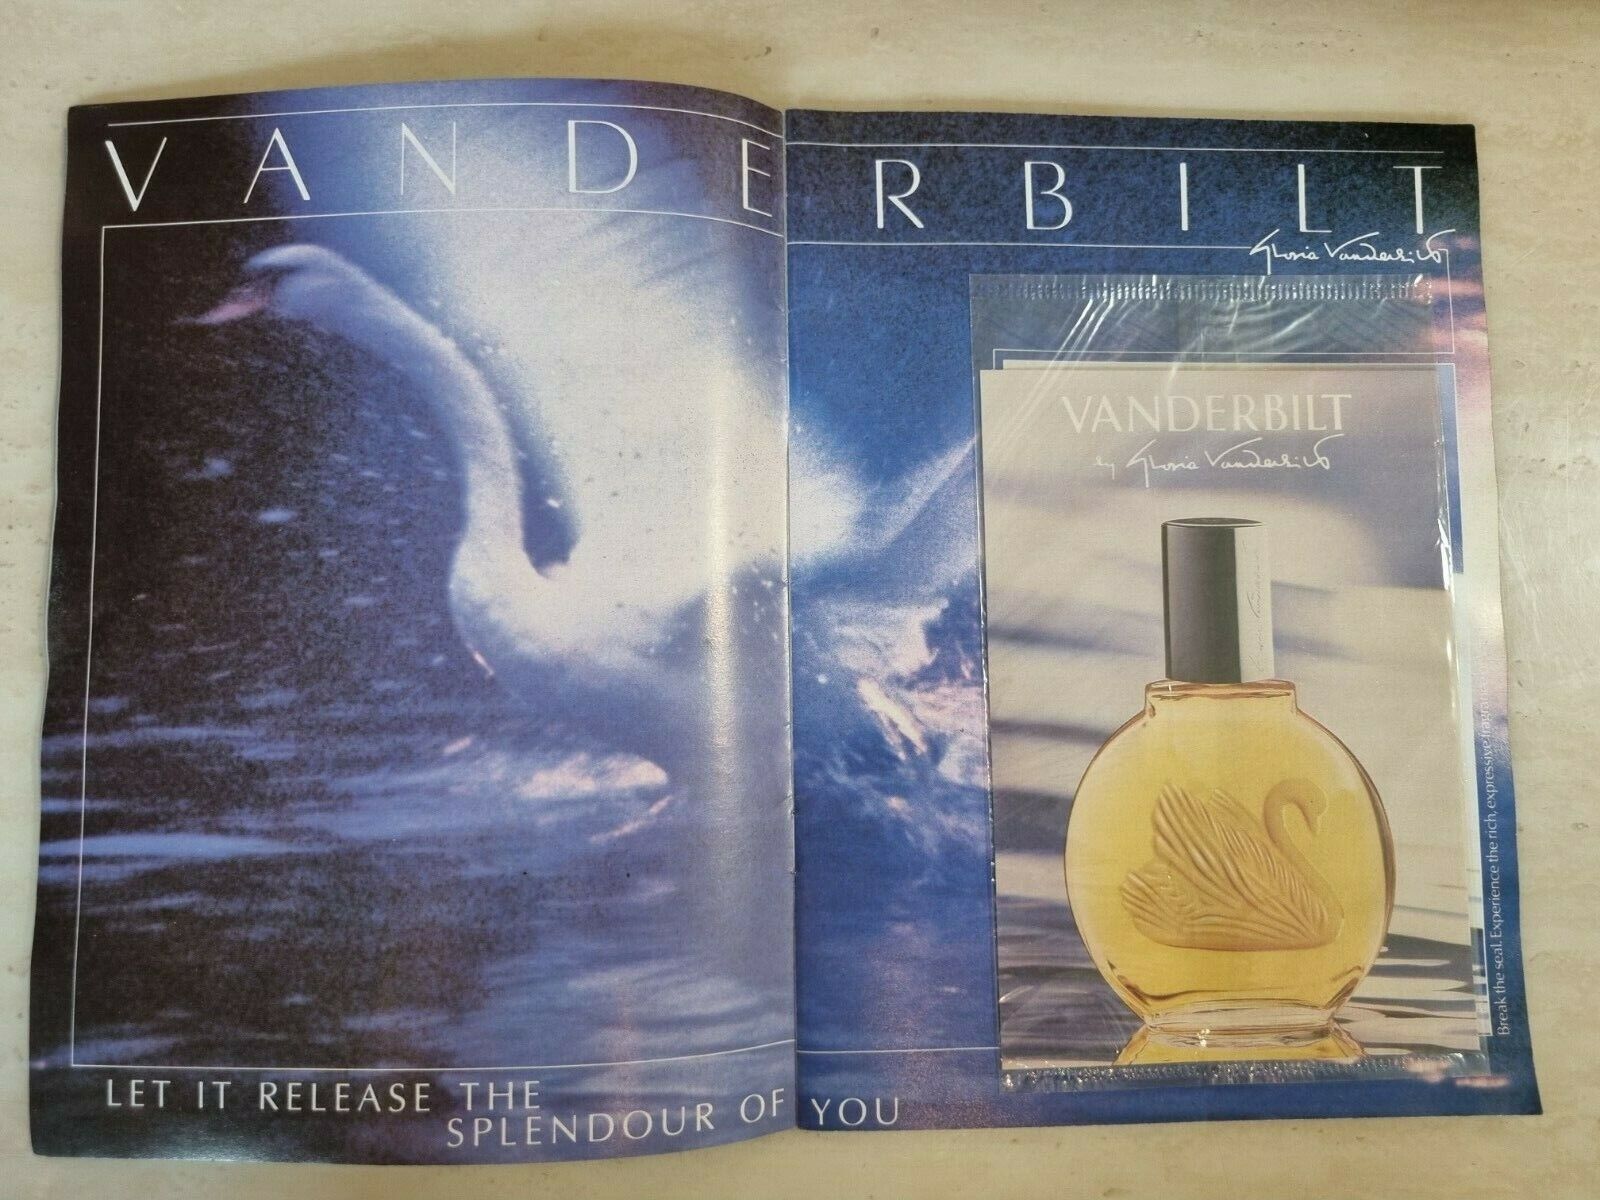 VANDERBILT
Gloria Vanderbilt
VANDERBILT
by Gloria Vanderbilt
Break the seal. Experience the rich, expressive
LET IT RELEASE THE
SPLENDOUR OF YOU